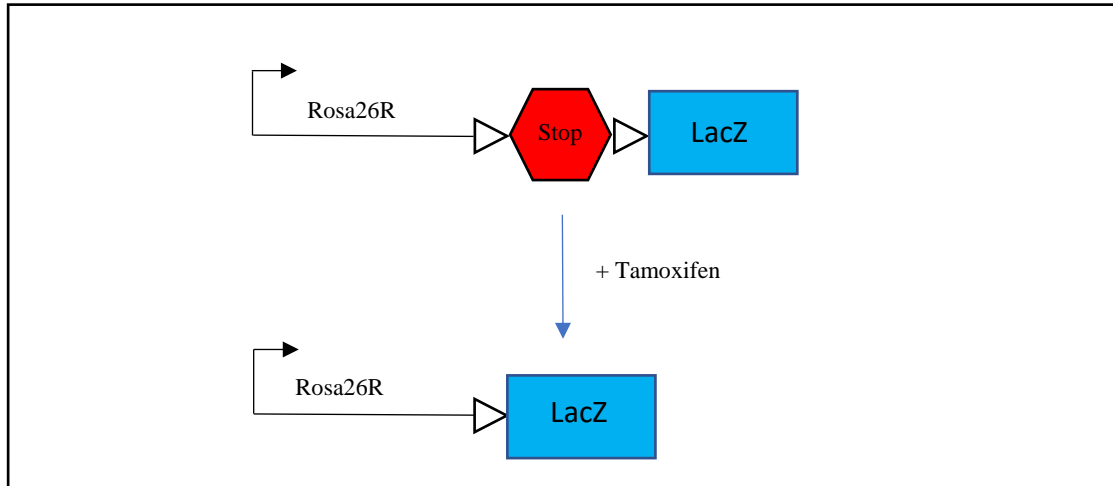 Rosa26R
Stop
LacZ
+ Tamoxifen
Rosa26R
LacZ